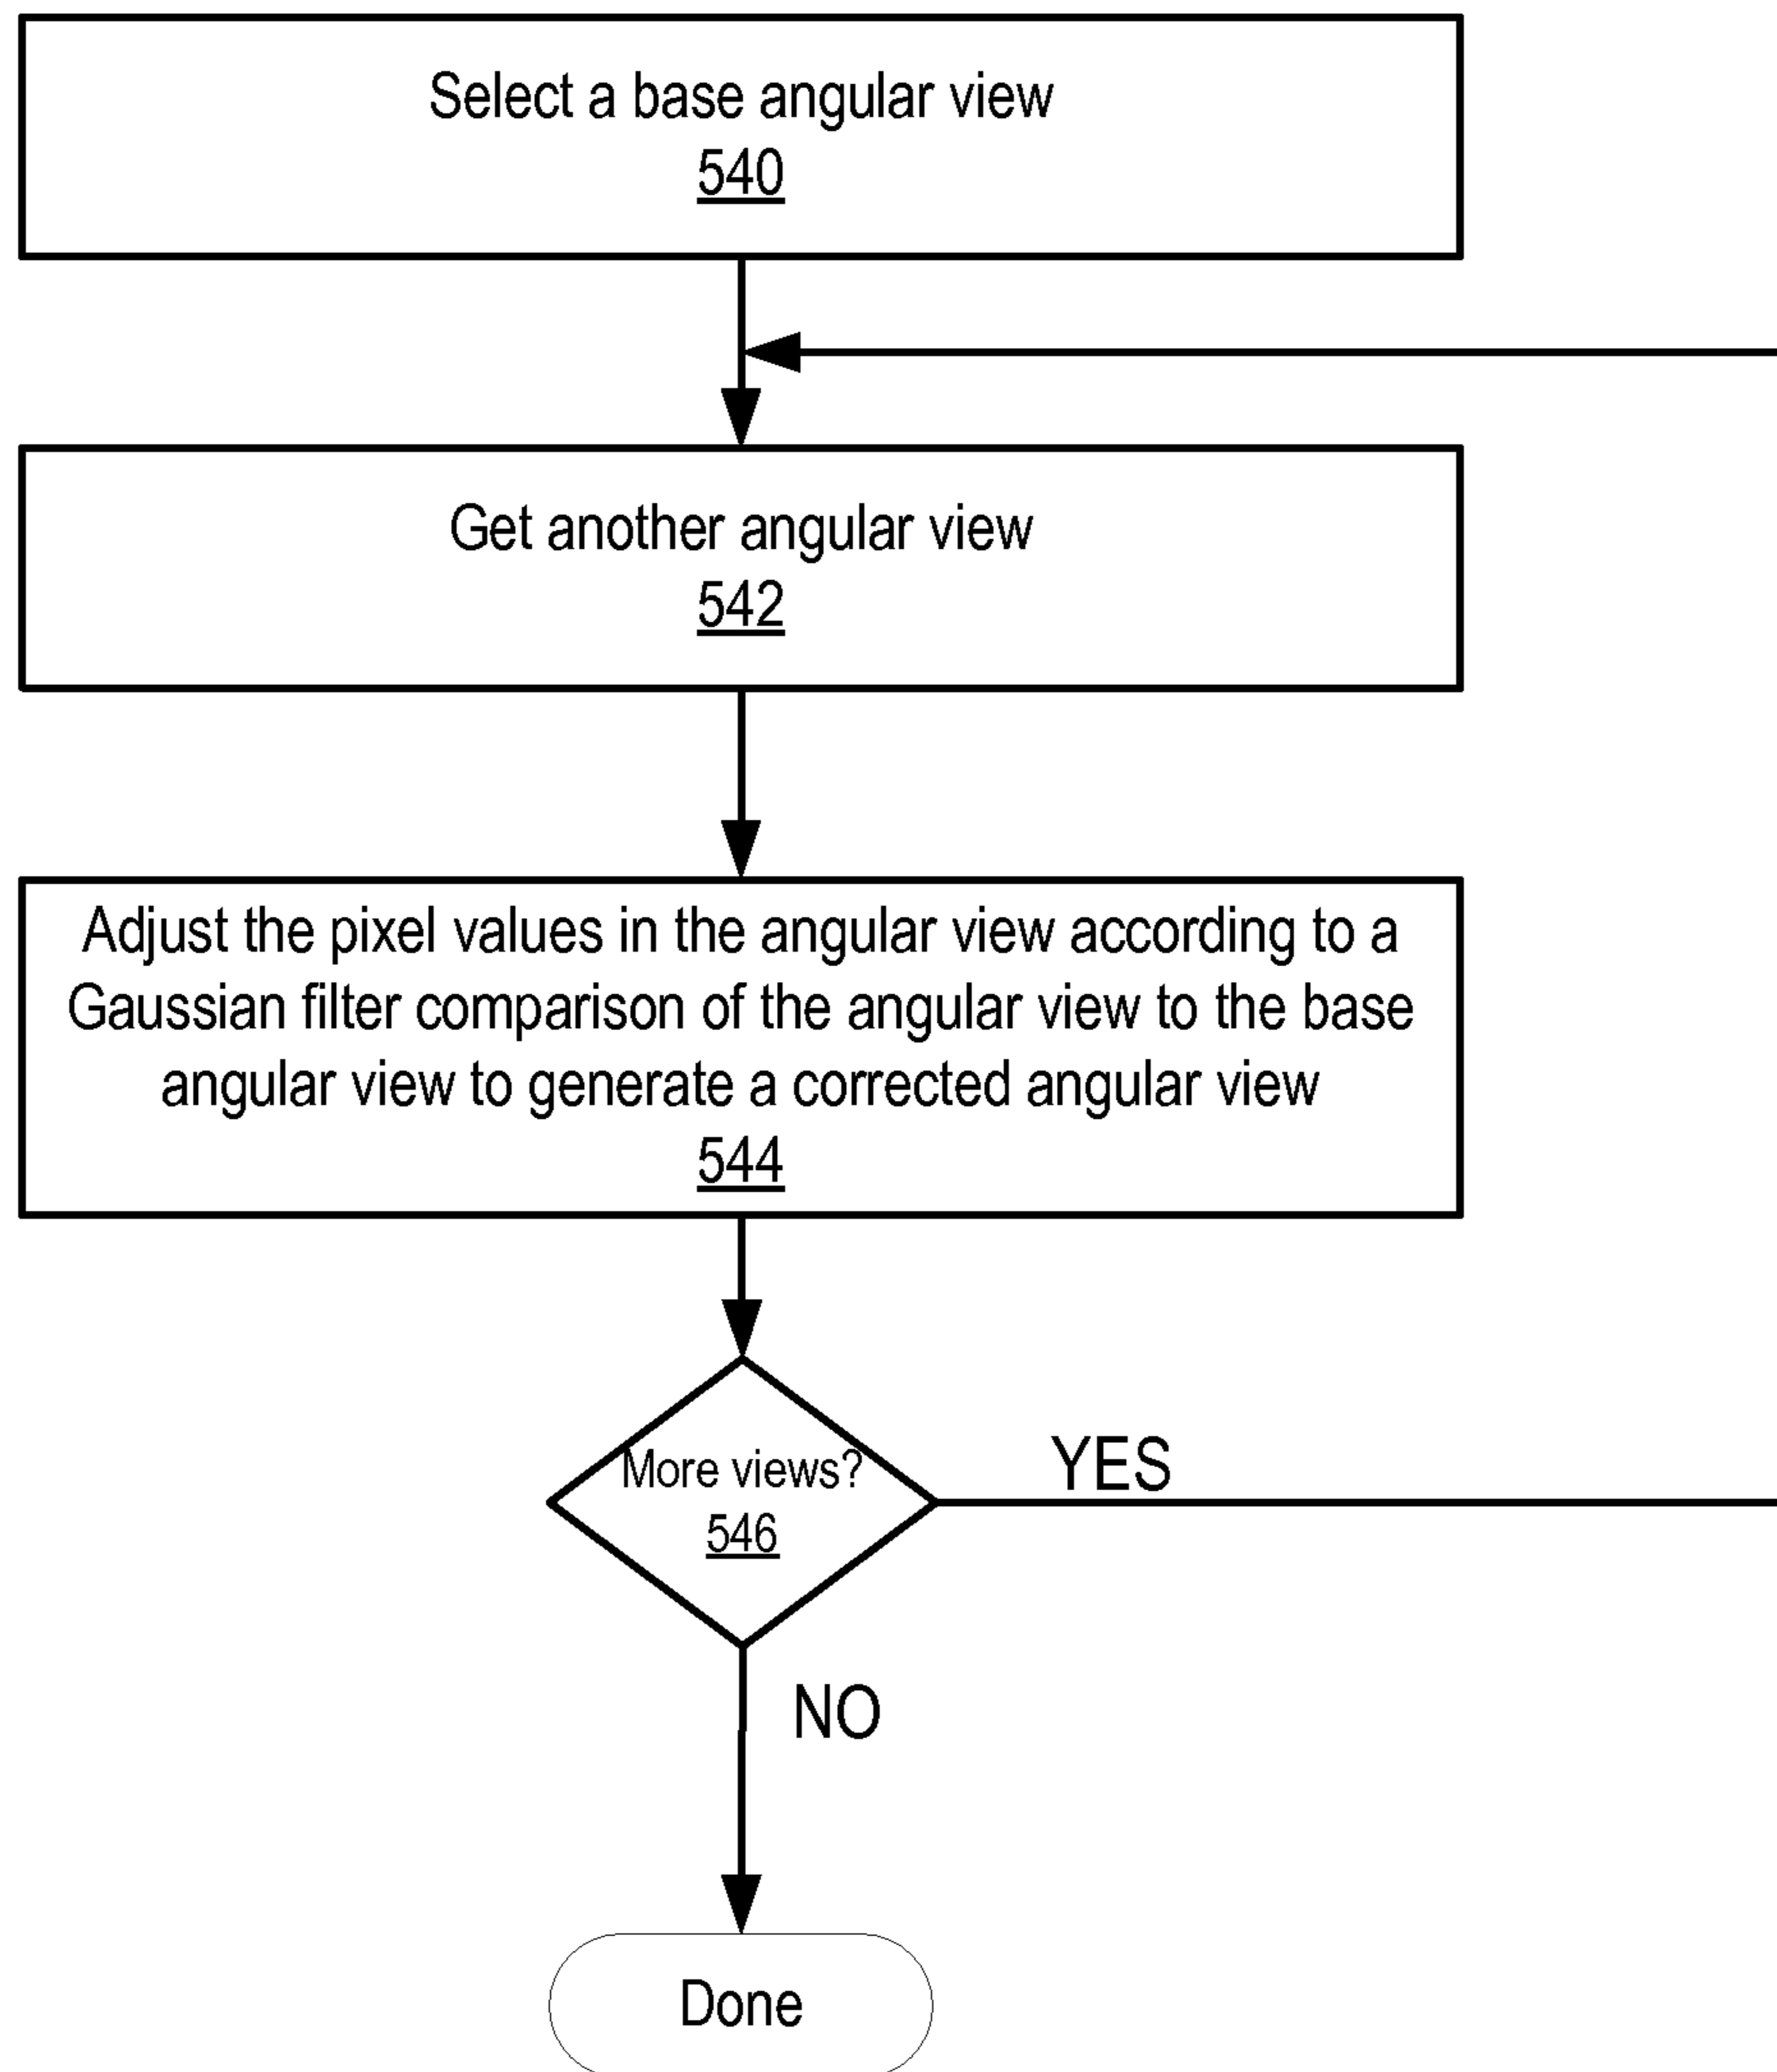 Select a base angular view
540
Get another angular view
542
Adjust the pixel values in the angular view according to a
Gaussian filter comparison of the angular view to the base
angular view to generate a corrected angular view
544
More views?
546
YES
NO
Done